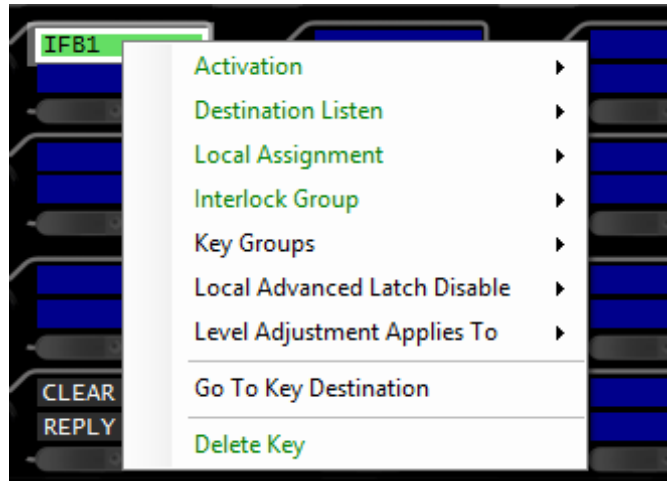 IFB1
Activation
Destination Listen
Local Assignment
Interlock Group
Key Groups
Local Advanced Latch Disable
Level Adjustment Applies To
Go To Key Destination
Delete Key
CLEAR
REPLY